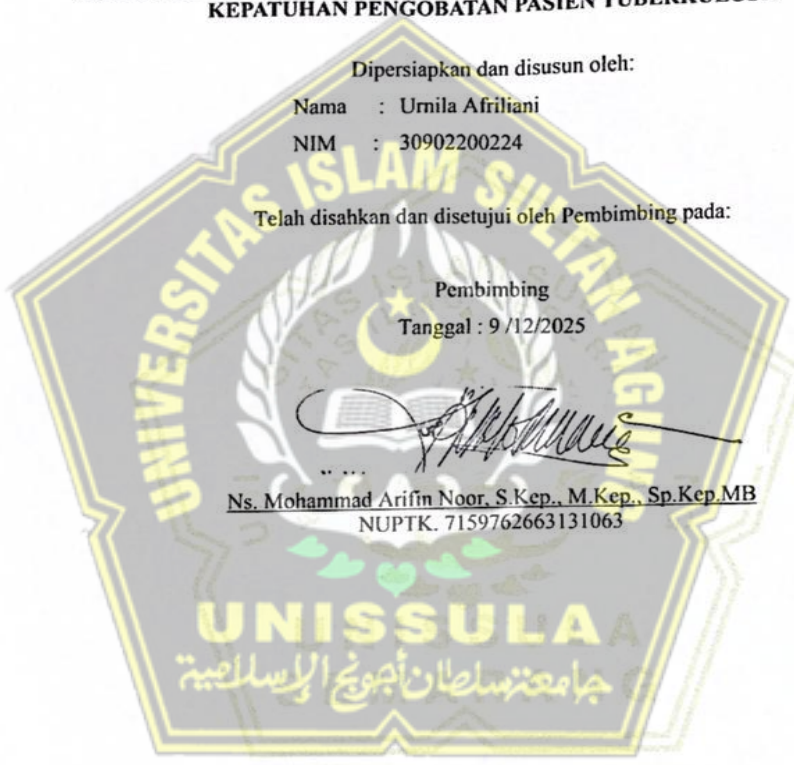 KEPATUHAN PENGOBATAN PASIEN
Dipersiapkan dan disusun oleh:
Nama : Urnila Afriliani
NIM : 30902200224
Telah disahkan dan disetujui oleh Pembimbing pada:
Pembimbing
Tanggal : 9 /12/2025
Ns. Mohammad Arifin Noor, S.Kep., M.Kep., Sp.Kep.MB
NUPTK. 7159762663131063
UNIVERSITAS ISLAM SULTAN AGUNG
UNISSULA
جامعة سلطان أجونج الإسلامية